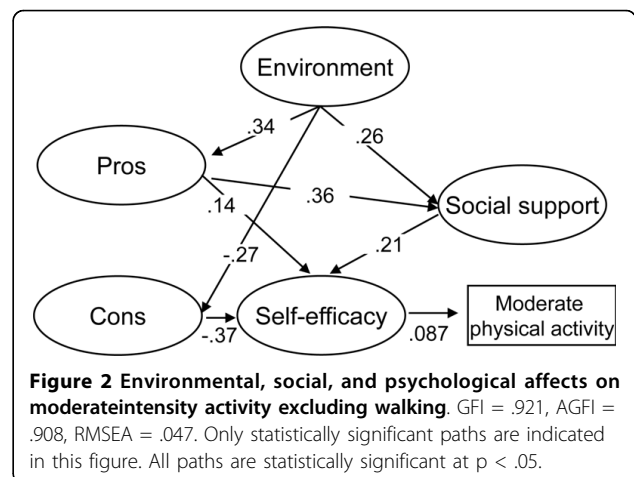 Environment
.34
.26
Pros
.36
.14
Social support
-.27
.21
Cons
-.37
Self-efficacy
.087
Moderate
physical activity
Figure 2 Environmental, social, and psychological affects on
moderateintensity activity excluding walking. GFI = .921, AGFI =
.908, RMSEA = .047. Only statistically significant paths are indicated
in this figure. All paths are statistically significant at p < .05.